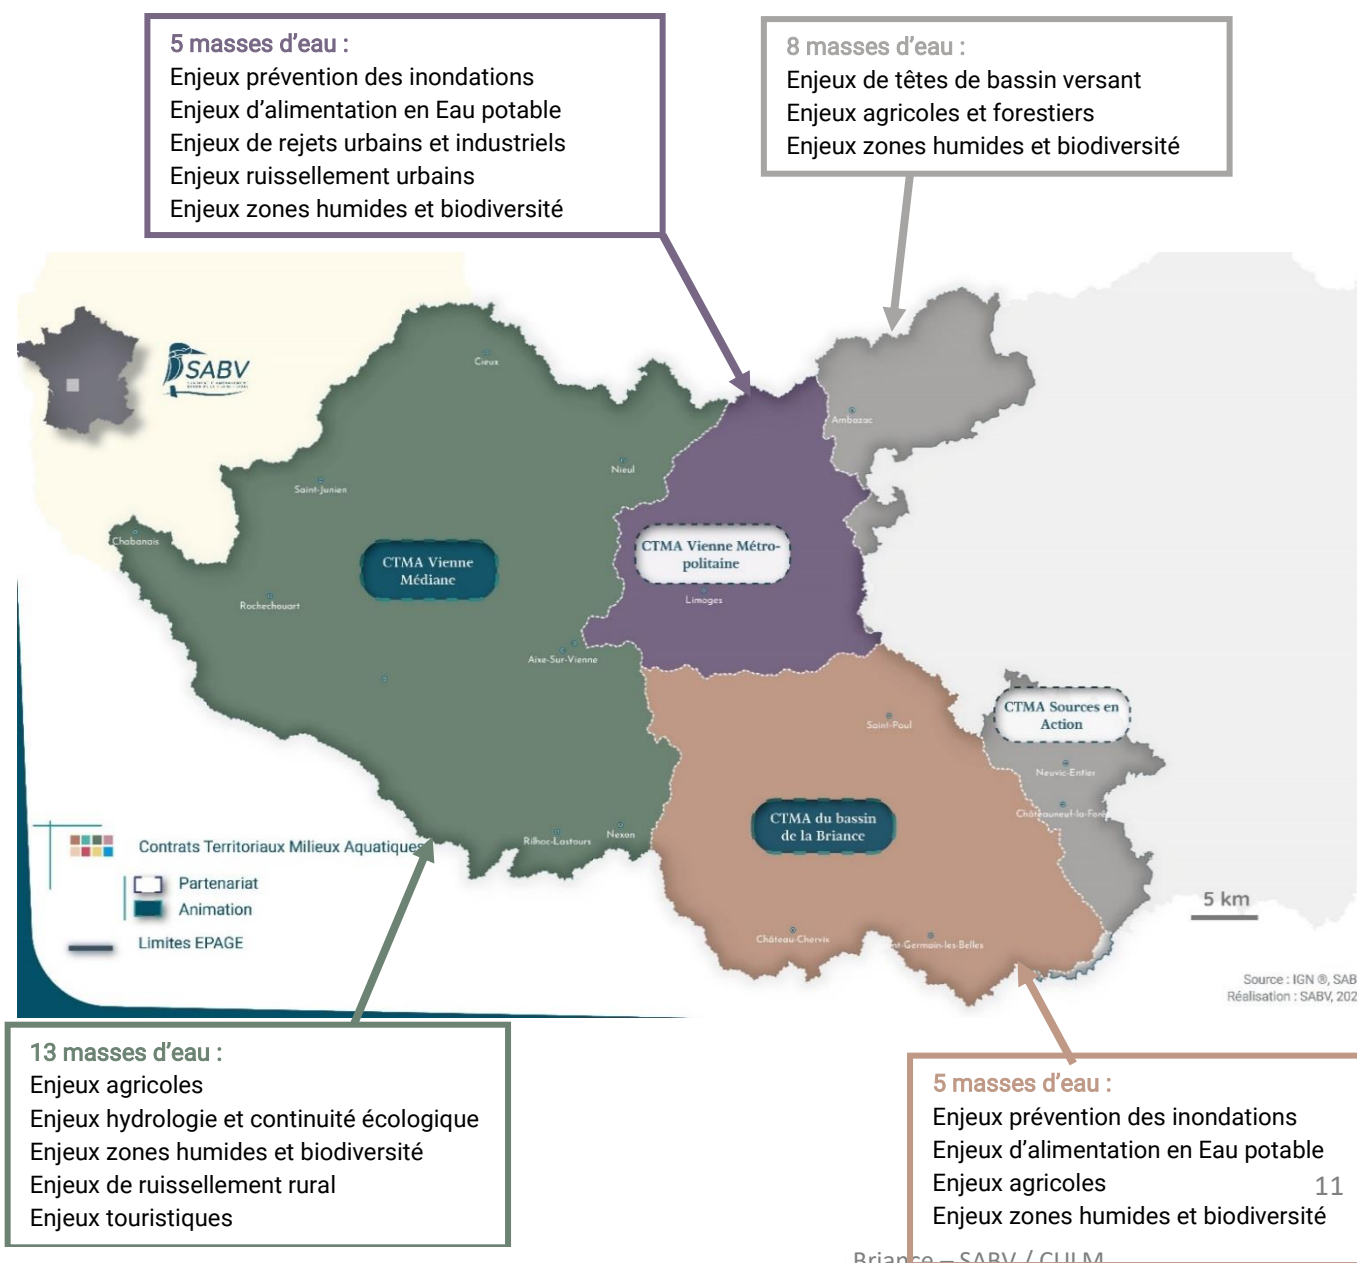 5 masses d’eau :
Enjeux prévention des inondations
Enjeux d’alimentation en Eau potable
Enjeux de rejets urbains et industriels
Enjeux ruissellement urbains
Enjeux zones humides et biodiversité
8 masses d’eau :
Enjeux de têtes de bassin versant
Enjeux agricoles et forestiers
Enjeux zones humides et biodiversité
SABV
Cieux
Ambazac
Nieul
Saint-Junien
Chabanais
CTMA Vienne
Médiane
CTMA Vienne Métro-
politaine
Rochechouart
Limoges
Aixe-Sur-Vienne
CTMA Sources en
Action
Saint-Paul
Neuvic-Entier
Châteauneuf-la-Forê
CTMA du bassin
de la Briance
Rilhac-Lastours
Nexon
Château-Chervix
nt-Germain-les-Belles
Contrats Territoriaux Milieux Aquatiques
Partenariat
Animation
Limites EPAGE
5 km
Source : IGN ®, SAB
Réalisation : SABV, 202
13 masses d’eau :
Enjeux agricoles
Enjeux hydrologie et continuité écologique
Enjeux zones humides et biodiversité
Enjeux de ruissellement rural
Enjeux touristiques
5 masses d’eau :
Enjeux prévention des inondations
Enjeux d’alimentation en Eau potable
Enjeux agricoles
11
Enjeux zones humides et biodiversité
Briance – SABV / CULM